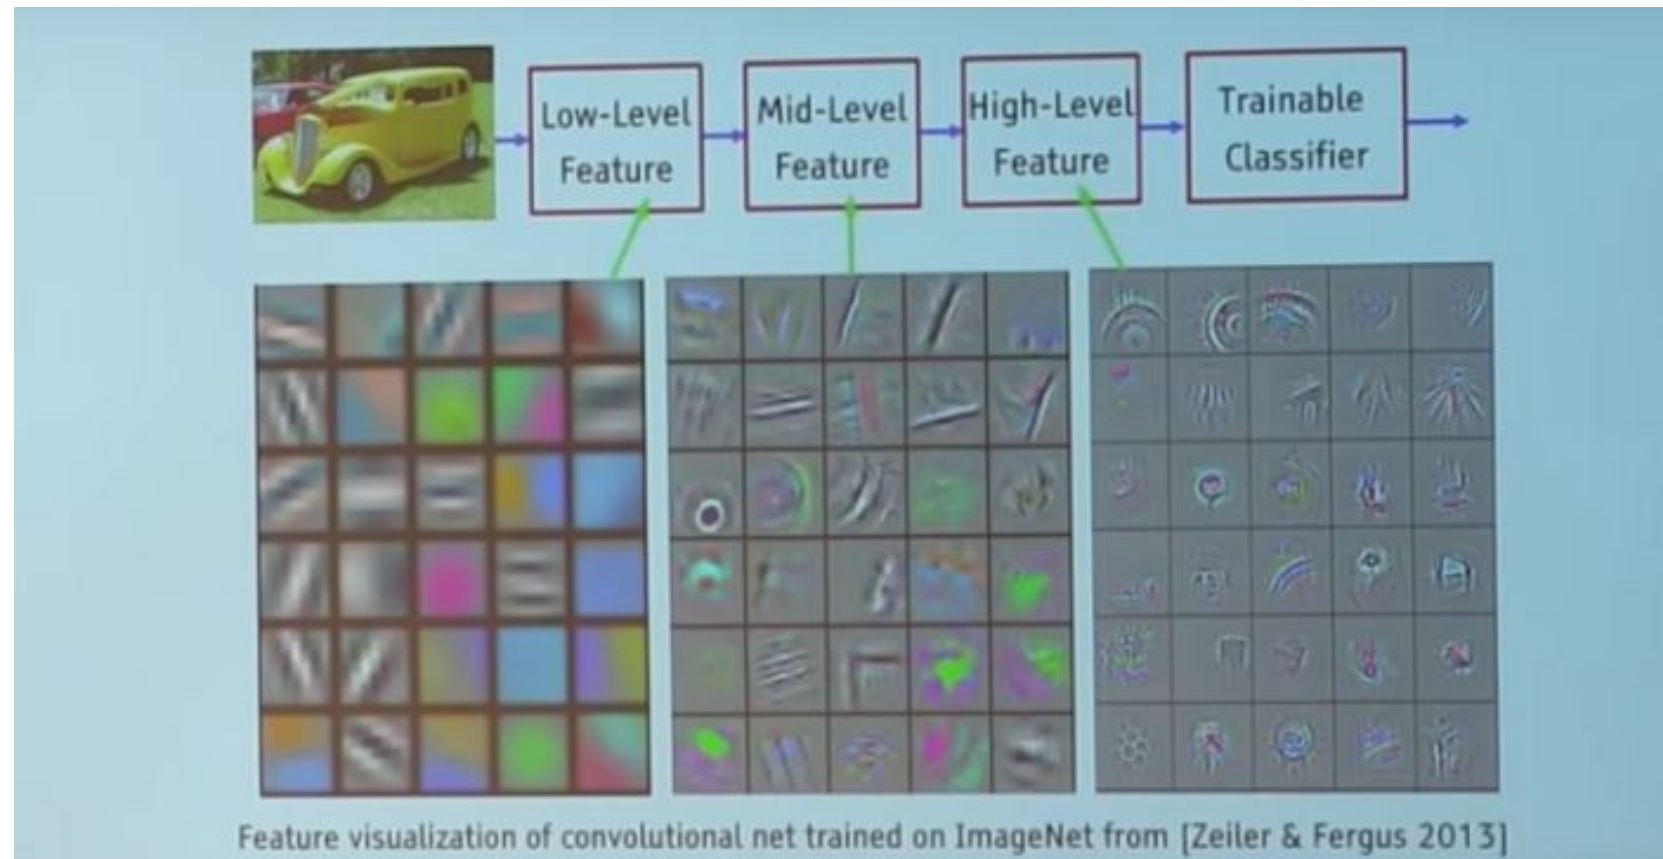 Low-Level
Feature
Mid-Level
Feature
High-Level
Feature
Trainable
Classifier
Feature visualization of convolutional net trained on ImageNet from [Zeiler & Fergus 2013]